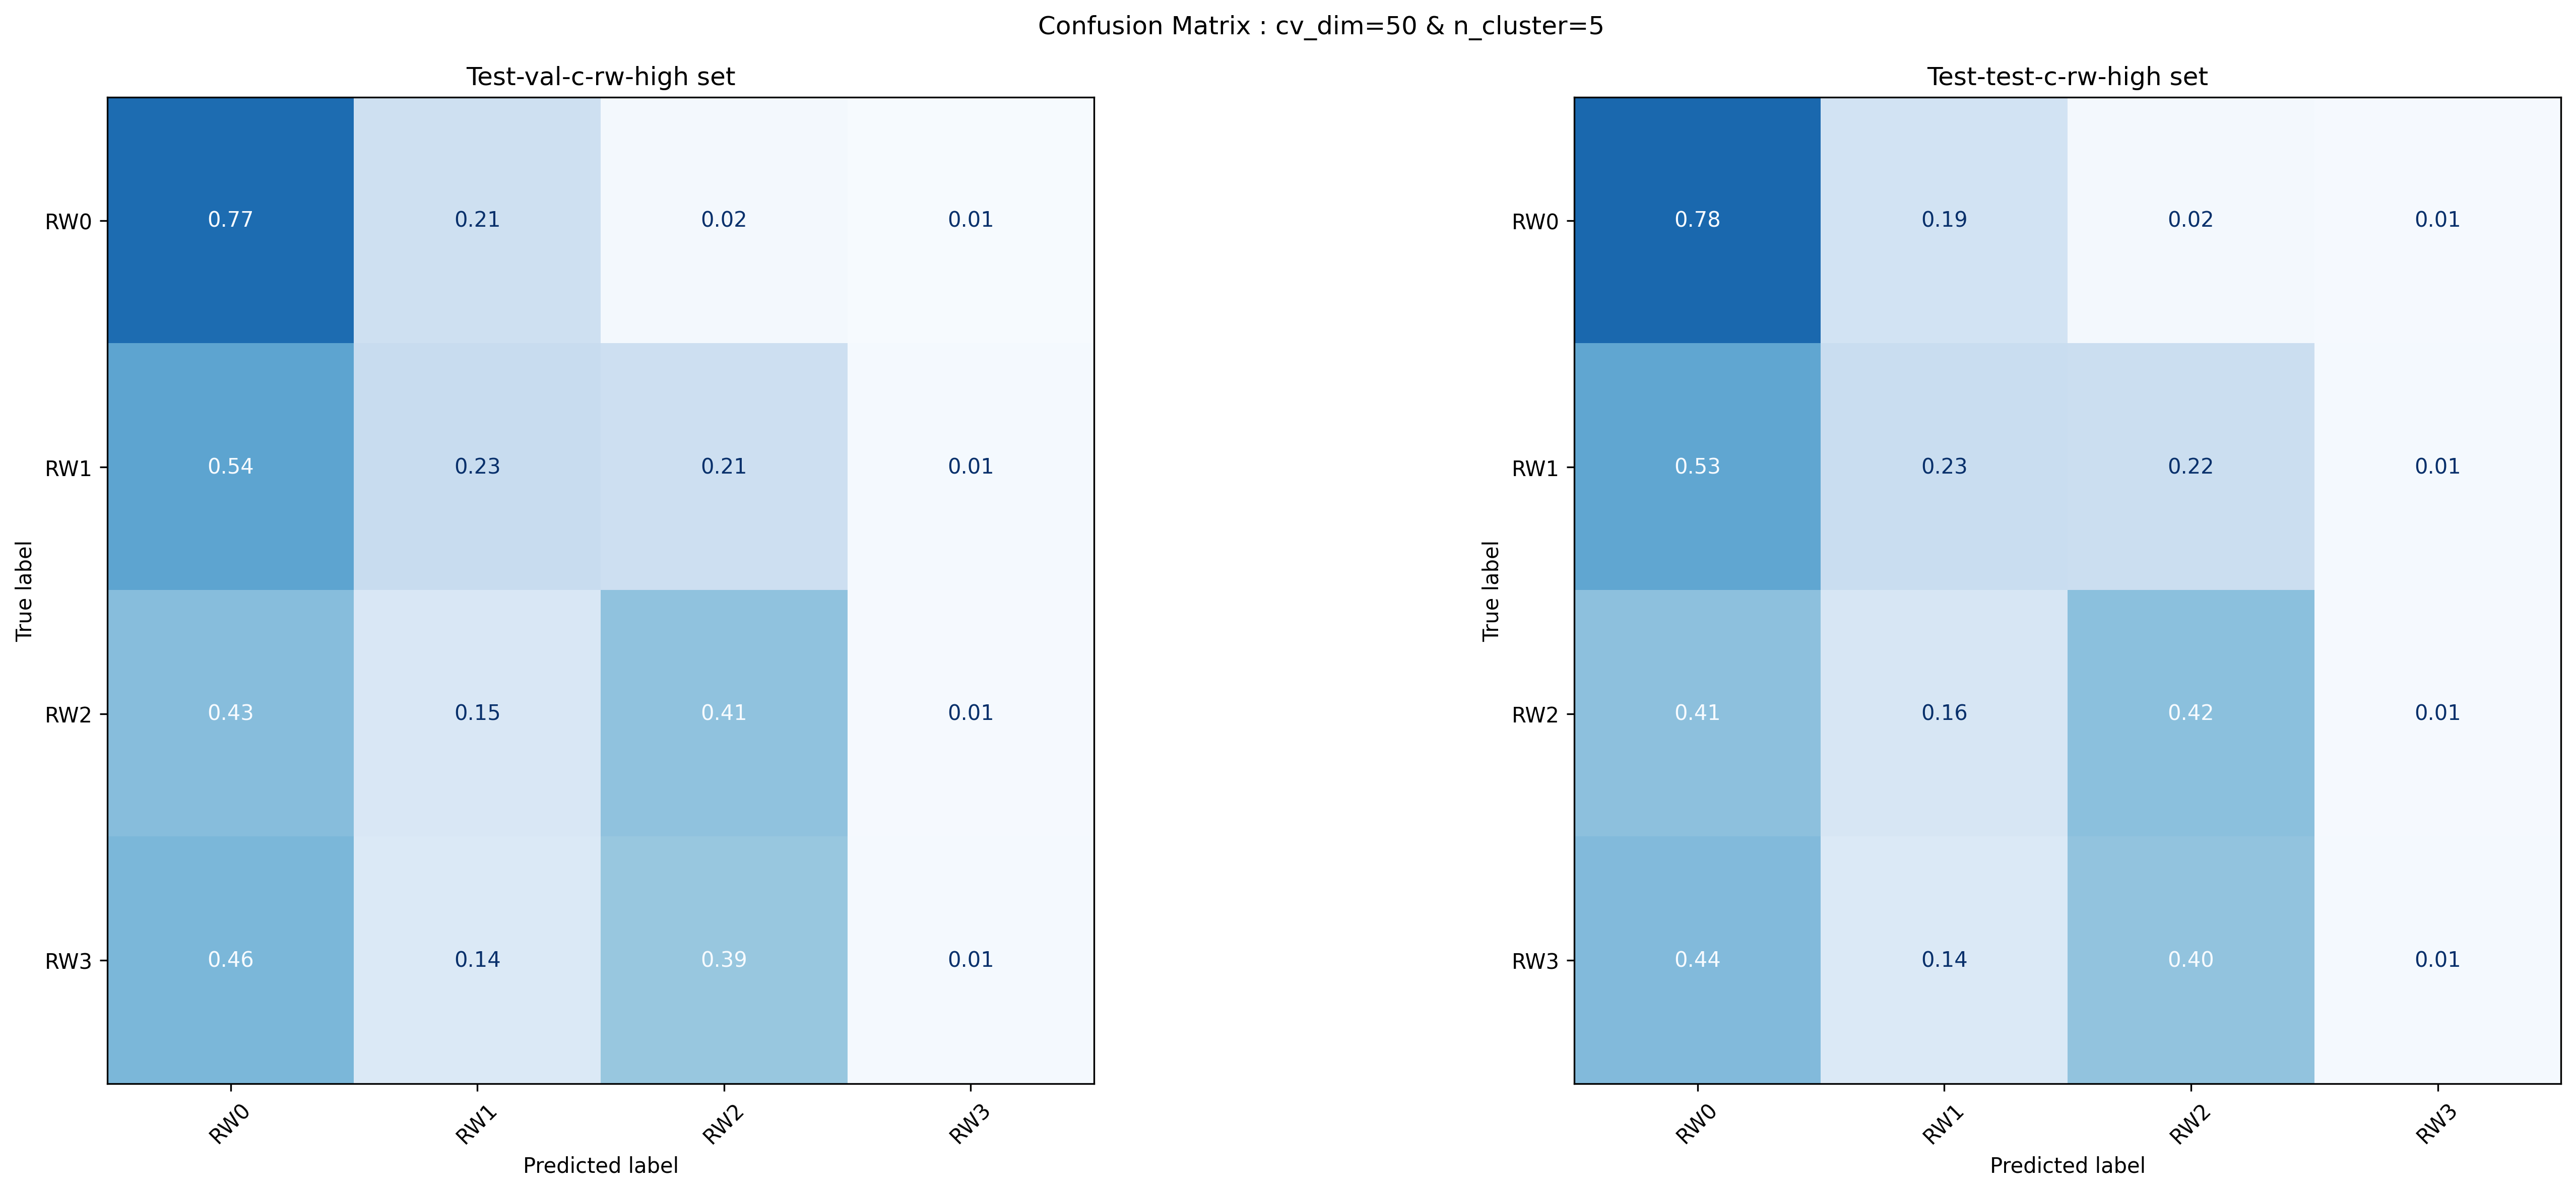 Confusion Matrix : cv_dim=50 & n_cluster=5
Test-val-c-rw-high set
True label
RW0
0.77 0.21 0.02 0.01
RW1
0.54 0.23 0.21 0.01
RW2
0.43 0.15 0.41 0.01
RW3
0.46 0.14 0.39 0.01
RW0 RW1 RW2 RW3
Predicted label
Test-test-c-rw-high set
True label
RW0
0.78 0.19 0.02 0.01
RW1
0.53 0.23 0.22 0.01
RW2
0.41 0.16 0.42 0.01
RW3
0.44 0.14 0.40 0.01
RW0 RW1 RW2 RW3
Predicted label